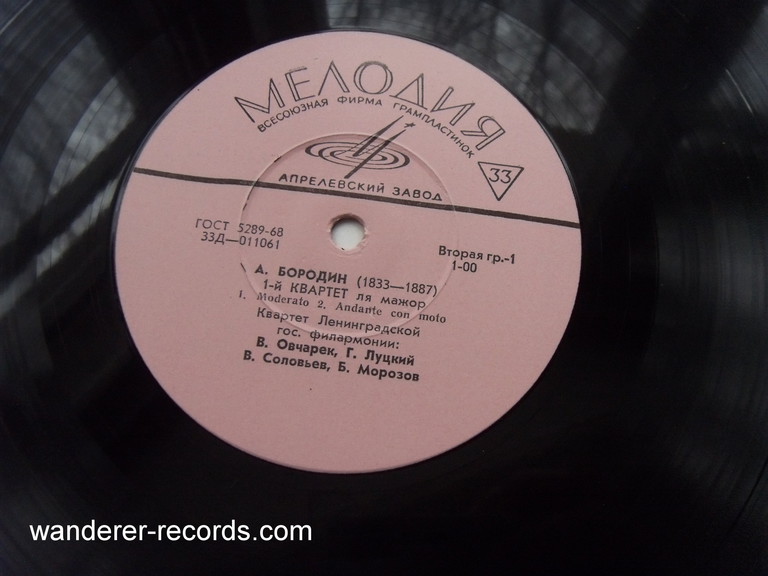 МЕЛОДИЯ
ВСЕСОЮЗНАЯ ФИРМА ГРАМПЛАСТИНОК
33
АПРЕЛЕВСКИЙ ЗАВОД
ГОСТ 5289-68
33Д—011061
Вторая гр.-1
1-00
А. БОРОДИН (1833—1887)
1-й КВАРТЕТ ля мажор
1. Moderato 2. Andante con moto
Квартет Ленинградской
гос. филармонии:
В. Овчарек, Г. Луцкий
В. Соловьев, Б. Морозов
wanderer-records.com